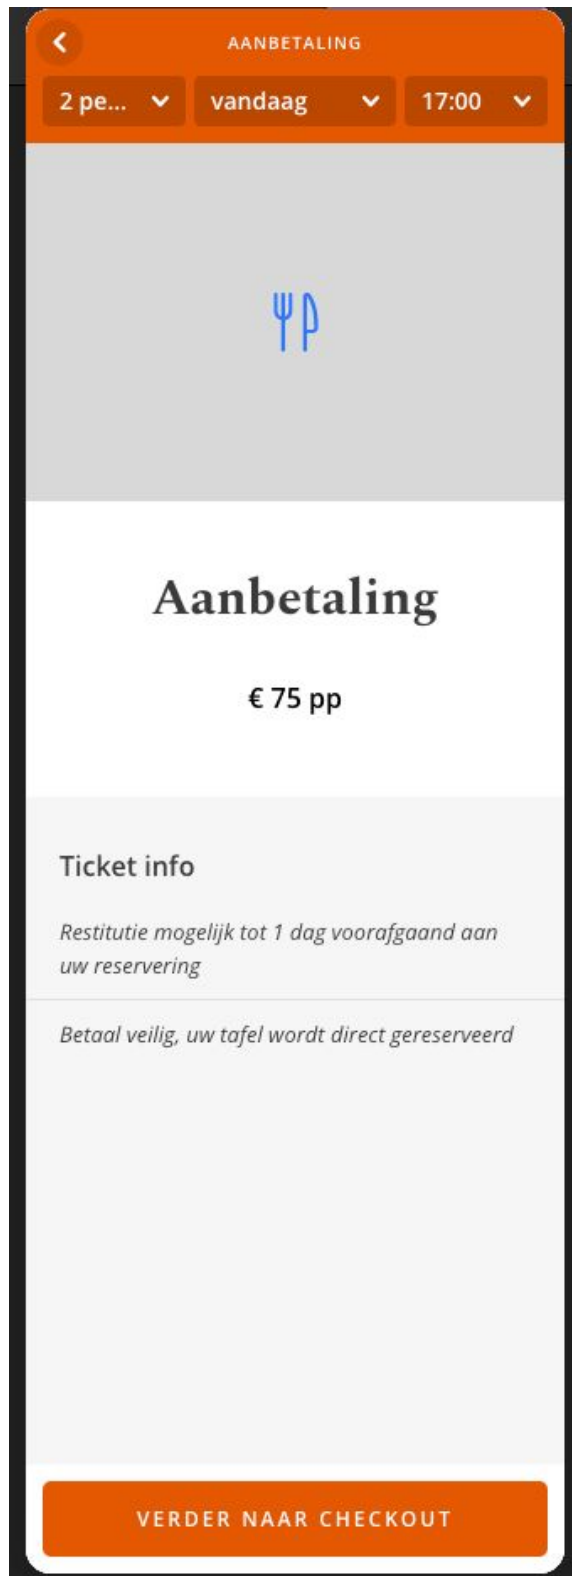 AANBETALING
2 pe... vandaag 17:00
Aanbetaling
€ 75 pp
Ticket info
Restitutie mogelijk tot 1 dag voorafgaand aan
uw reservering
Betaal veilig, uw tafel wordt direct gereserveerd
VERDER NAAR CHECKOUT